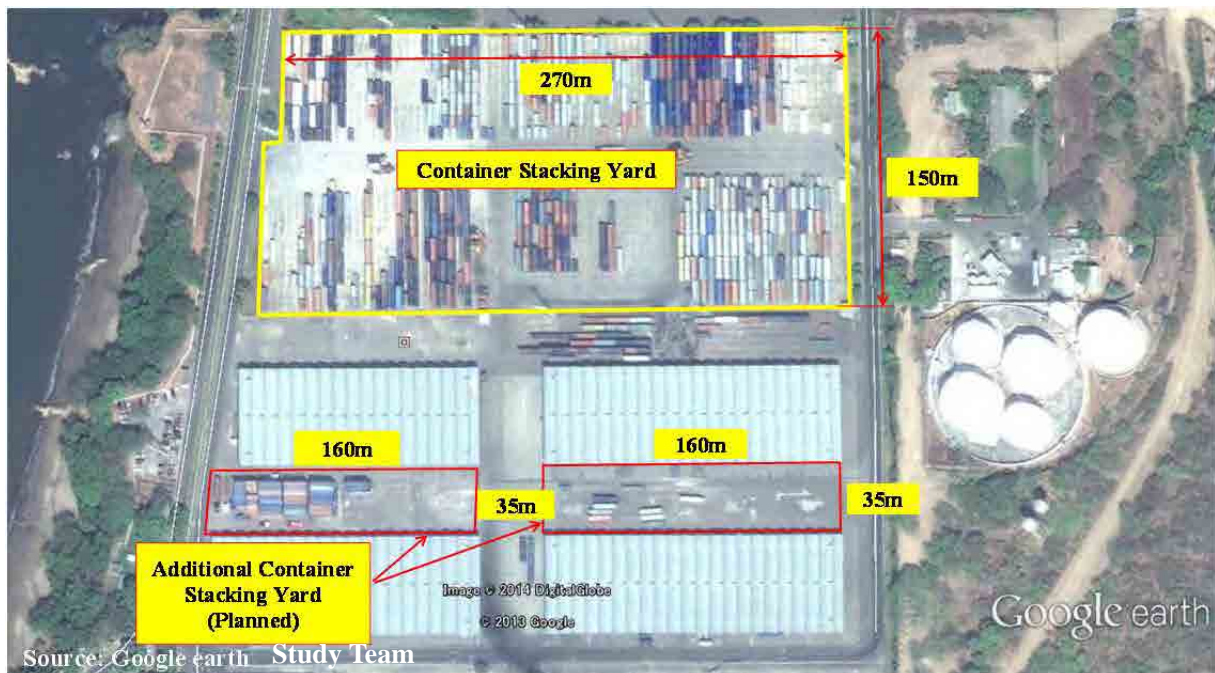 270m
Container Stacking Yard
150m
160m
160m
35m
35m
Additional Container
Stacking Yard
(Planned)
Image © 2014 DigitalGlobe
© 2013 Google
Google earth
Source: Google earth Study Team